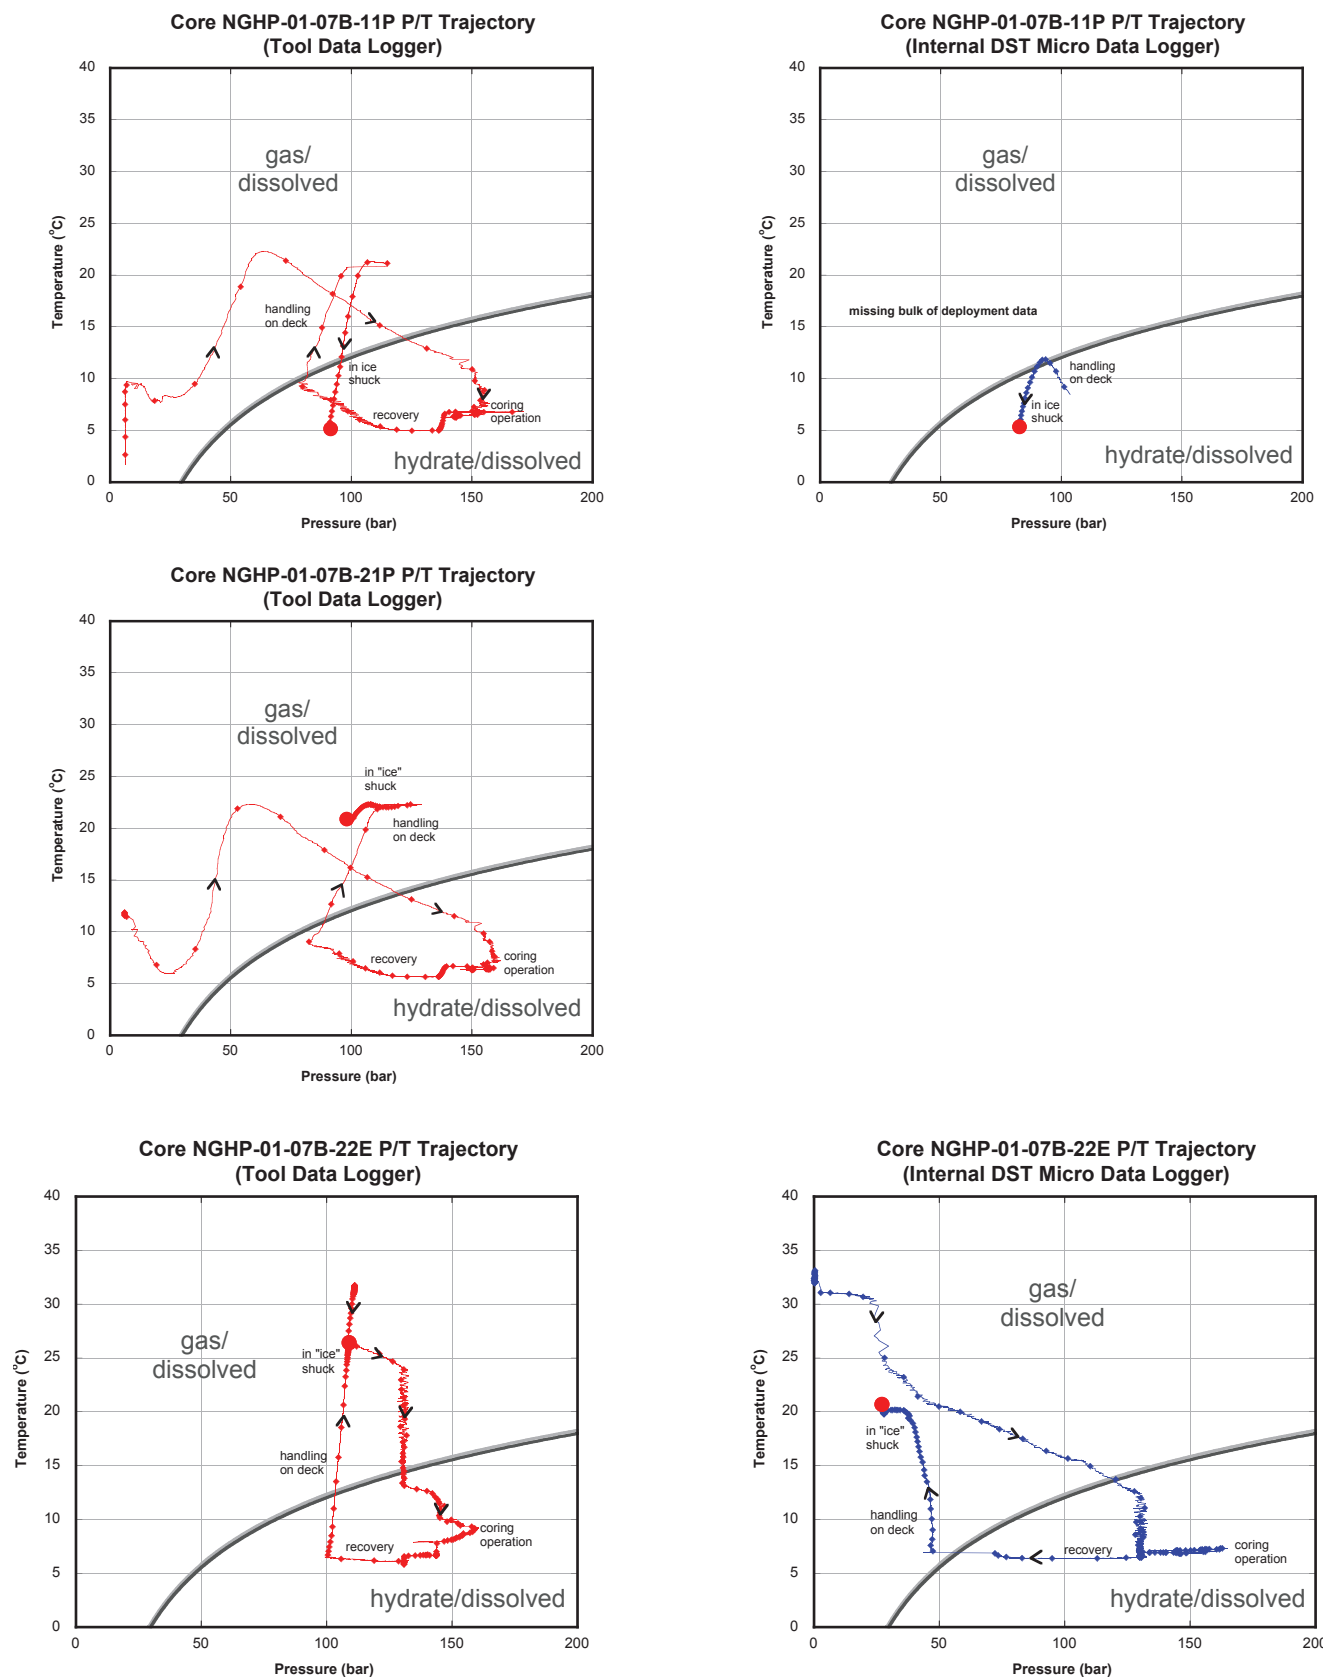 Core NGHP-01-07B-11P P/T Trajectory
(Tool Data Logger)
40
35
30
25
20
15
10
5
0
Temperature (°C)
gas/
dissolved
handling
on deck
in ice
shuck
recovery
coring
operation
hydrate/dissolved
0
50
100
150
200
Pressure (bar)
Core NGHP-01-07B-11P P/T Trajectory
(Internal DST Micro Data Logger)
40
35
30
25
20
15
10
5
0
Temperature (°C)
gas/
dissolved
missing bulk of deployment data
handling
on deck
in ice
shuck
hydrate/dissolved
0
50
100
150
200
Pressure (bar)
Core NGHP-01-07B-21P P/T Trajectory
(Tool Data Logger)
40
35
30
25
20
15
10
5
0
Temperature (°C)
gas/
dissolved
in "ice"
shuck
handling
on deck
recovery
coring
operation
hydrate/dissolved
0
50
100
150
200
Pressure (bar)
Core NGHP-01-07B-22E P/T Trajectory
(Tool Data Logger)
40
35
30
25
20
15
10
5
0
Temperature (°C)
gas/
dissolved
in "ice"
shuck
handling
on deck
recovery
coring
operation
hydrate/dissolved
0
50
100
150
200
Pressure (bar)
Core NGHP-01-07B-22E P/T Trajectory
(Internal DST Micro Data Logger)
40
35
30
25
20
15
10
5
0
Temperature (°C)
gas/
dissolved
in "ice"
shuck
handling
on deck
recovery
coring
operation
hydrate/dissolved
0
50
100
150
200
Pressure (bar)